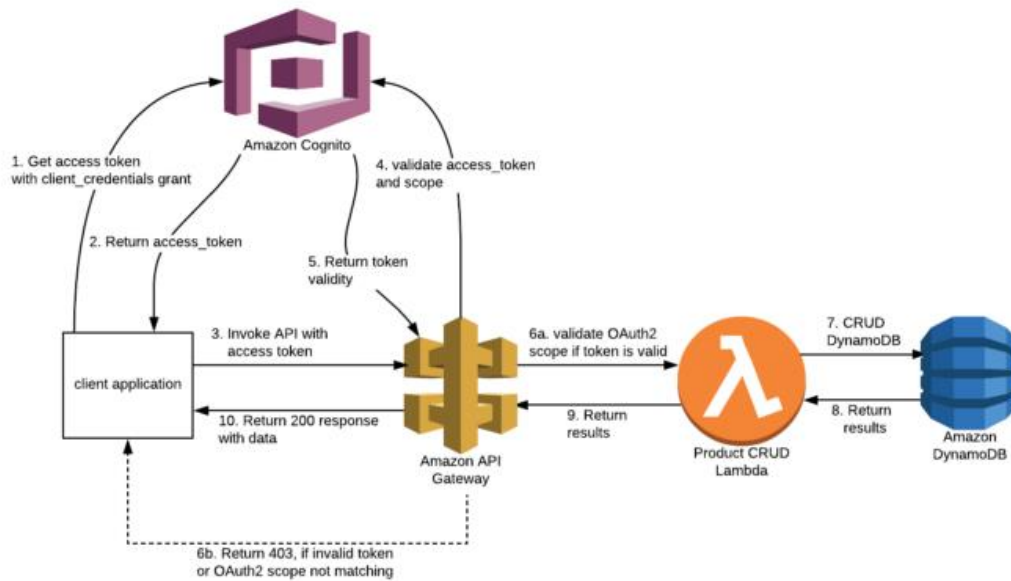 Amazon Cognito
1. Get access token
with client_credentials grant
4. validate access_token
and scope
2. Return access_token
5. Return token
validity
3. Invoke API with
access token
6a. validate OAuth2
scope if token is valid
7. CRUD
DynamoDB
client application
10. Return 200 response
with data
9. Return
results
8. Return
results
Amazon API
Gateway
Product CRUD
Lambda
Amazon
DynamoDB
6b. Return 403, if invalid token
or OAuth2 scope not matching